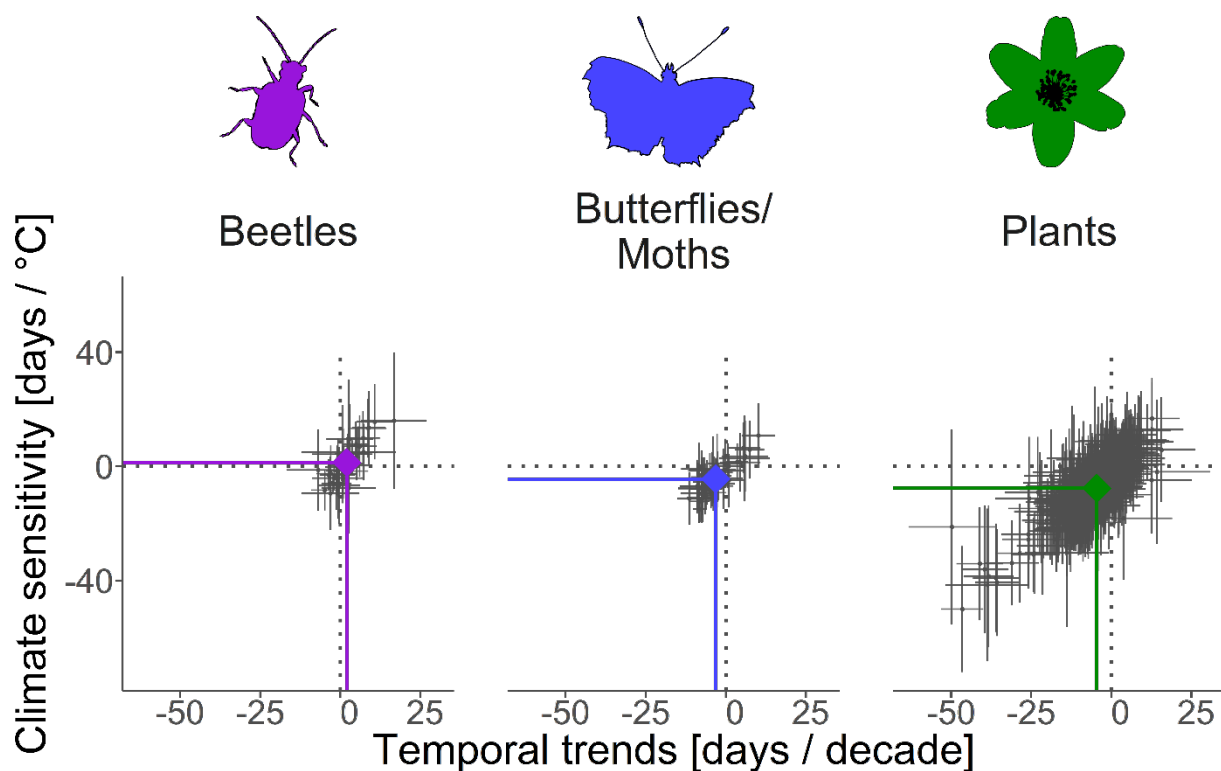 Beetles
Butterflies/
Moths
Plants
Climate sensitivity [days / °C]
40
0
-40
-50
-25
0
25
-50
-25
0
25
-50
-25
0
25
Temporal trends [days / decade]